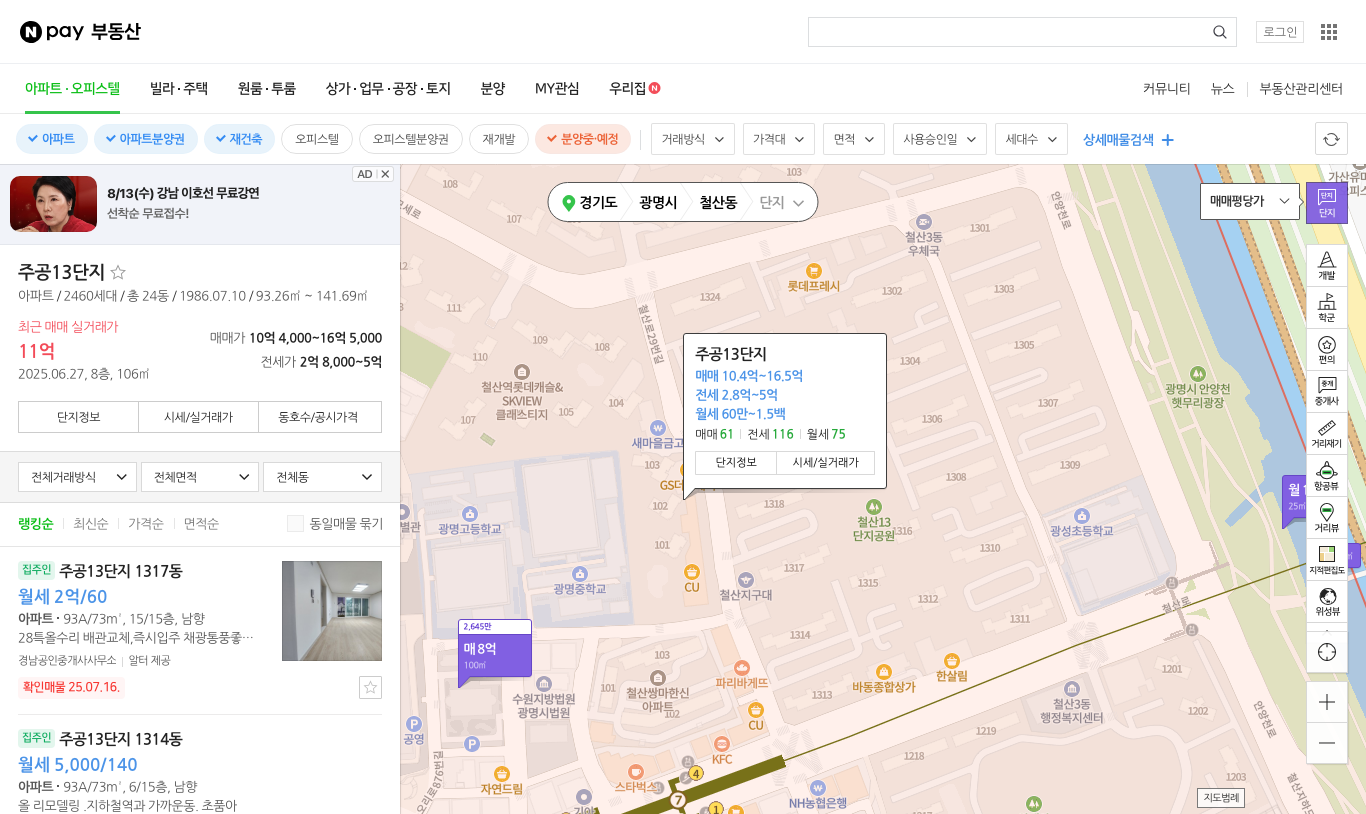 N pay 부동산
로그인
아파트·오피스텔
빌라·주택
원룸·투룸
상가·업무·공장·토지
분양
MY관심
우리집 N
커뮤니티
뉴스
부동산관리센터
아파트
아파트분양권
재건축
오피스텔
오피스텔분양권
재개발
분양중·예정
거래방식
가격대
면적
사용승인일
세대수
상세매물검색 +
AD
8/13(수) 강남 이호선 무료강연
선착순 무료접수!
주공13단지
아파트 / 2460세대 / 총 24동 / 1986.07.10 / 93.26㎡ ~ 141.69㎡
최근 매매 실거래가
11억
2025.06.27, 8층, 106㎡
매매가 10억 4,000~16억 5,000
전세가 2억 8,000~5억
단지정보
시세/실거래가
동호수/공시가격
전체거래방식
전체면적
전체동
랭킹순
최신순
가격순
면적순
동일매물 묶기
집주인 주공13단지 1317동
월세 2억/60
아파트 · 93A/73m², 15/15층, 남향
28특올수리 배관교체,즉시입주 채광통풍좋…
경남공인중개사사무소
알터 제공
확인매물 25.07.16.
집주인 주공13단지 1314동
월세 5,000/140
아파트 · 93A/73m², 6/15층, 남향
올 리모델링 .지하철역과 가까운동. 초품아
경기도
광명시
철산동
단지
매매평당가
단지
단지
개발
학군
편의
중개
중개사
거리재기
항공뷰
거리뷰
지적편집도
위성뷰
지도범례
주공13단지
매매 10.4억~16.5억
전세 2.8억~5억
월세 60만~1.5백
매매 61
전세 116
월세 75
단지정보
시세/실거래가
108
107
철산3동
우체국
1301
안양천로
롯데프레시
1302
1324
111
철산로29번길
109
108
110
철산역롯데캐슬&
SKVIEW
클래스티지
105
104
107
1304
1305
광명시 안양천
햇무리광장
1306
1307
1308
1309
새마을금고
103
102
101
광명고등학교
광명중학교
CU
철산13
단지공원
1316
광성초등학교
1310
1317
1315
1312
1311
철산지구대
1314
철산로
2,645만
매 8억
100㎡
수원지방법원
광명시법원
103
101
102
철산쌍마한신
아파트
파리바게뜨
바동종합상가
한살림
1313
CU
철산3동
행정복지센터
1201
1202
안양천로
1219
1218
1203
KFC
스타벅스
4
7
1
NH농협은행
자연드림
오리로876번길
P
공영
P